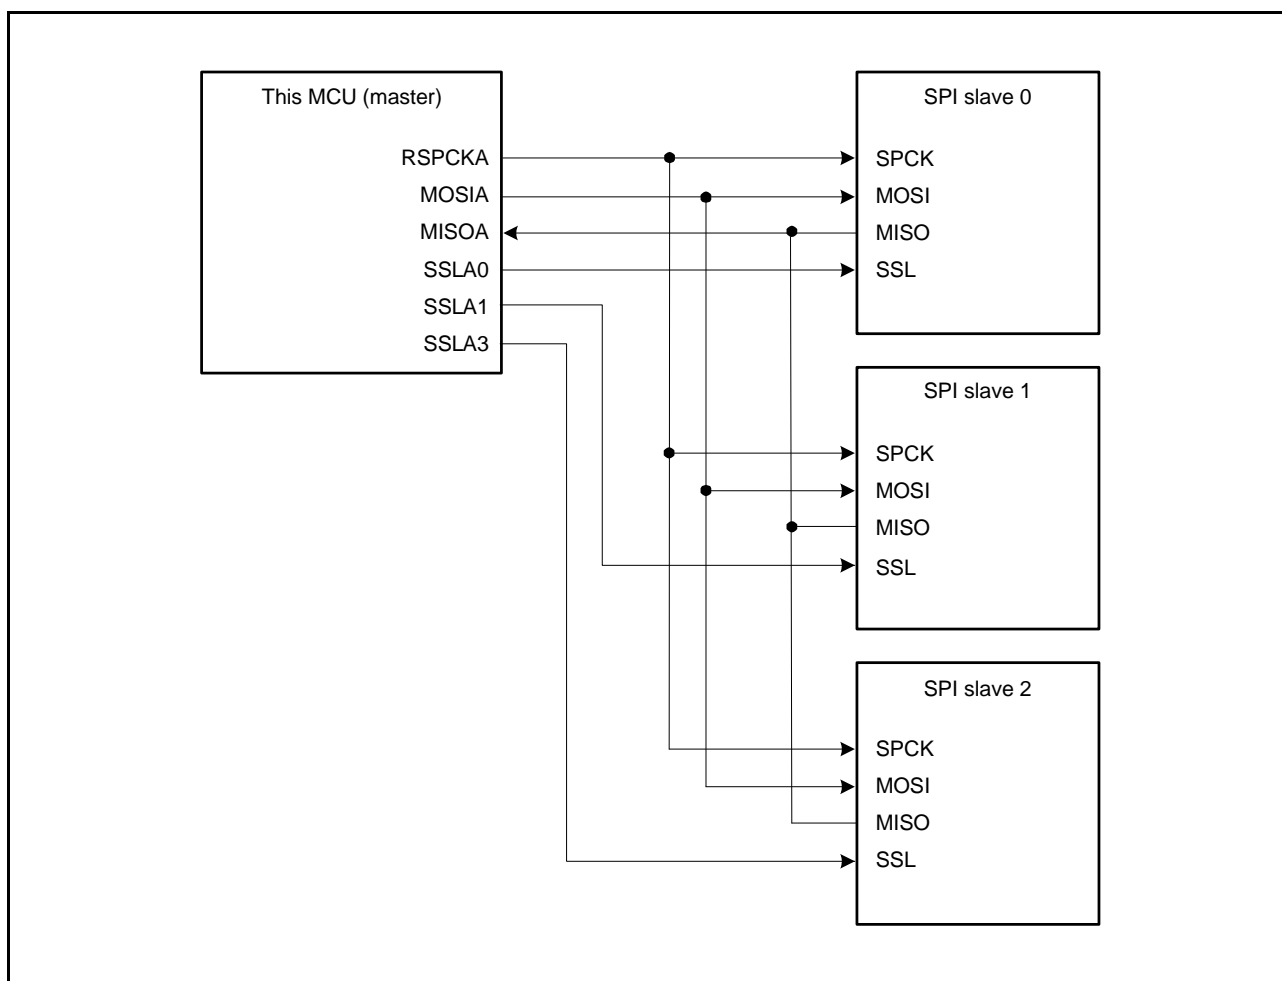 This MCU (master)
RSPCKA
MOSIA
MISOA
SSLA0
SSLA1
SSLA3
SPI slave 0
SPCK
MOSI
MISO
SSL
SPI slave 1
SPCK
MOSI
MISO
SSL
SPI slave 2
SPCK
MOSI
MISO
SSL